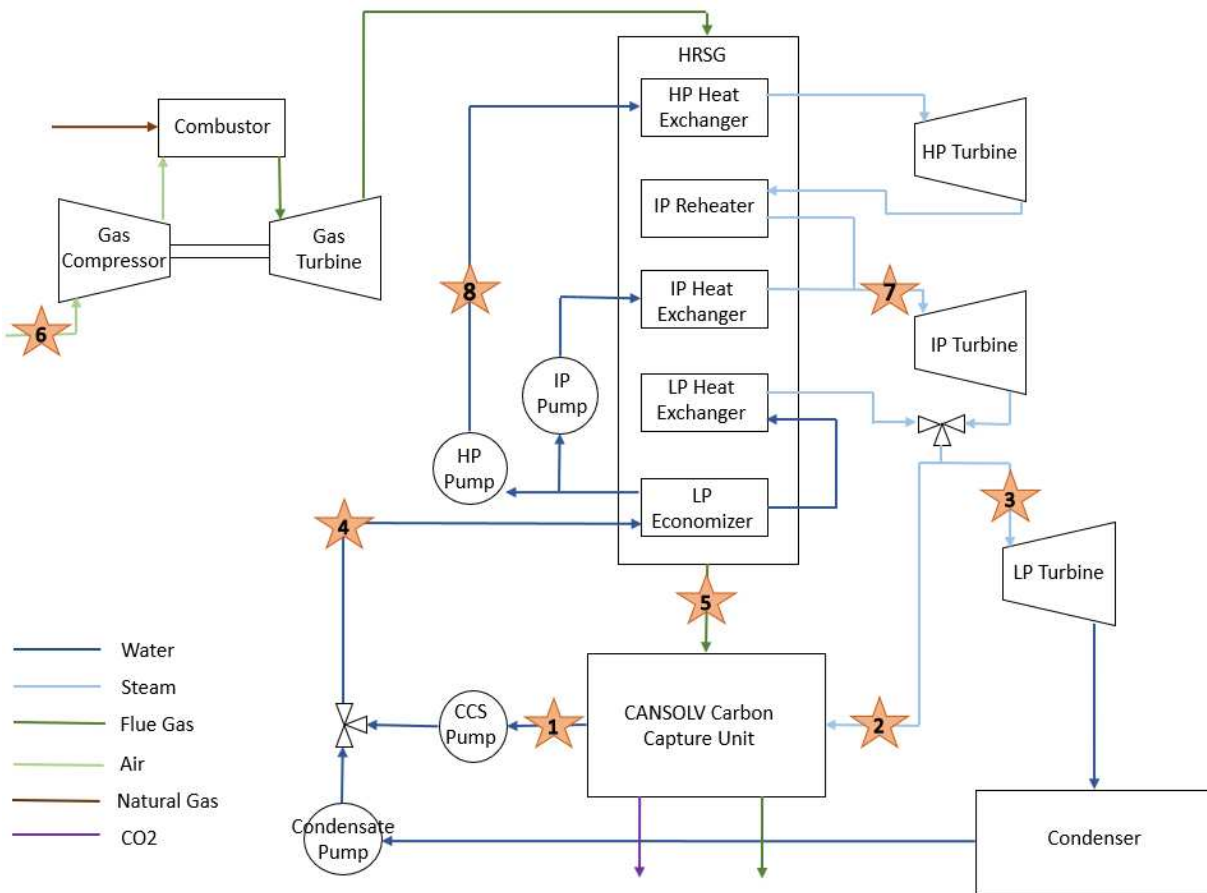 HRSG
HP Heat
Exchanger
Combustor
HP Turbine
IP Reheater
Gas
Compressor
Gas
Turbine
8
7
6
IP Heat
Exchanger
IP Turbine
IP
Pump
LP Heat
Exchanger
HP
Pump
LP
Economizer
3
4
LP Turbine
5
Water
Steam
Flue Gas
Air
Natural Gas
CO2
CCS
Pump
1
CANSOLV Carbon
Capture Unit
2
Condensate
Pump
Condenser